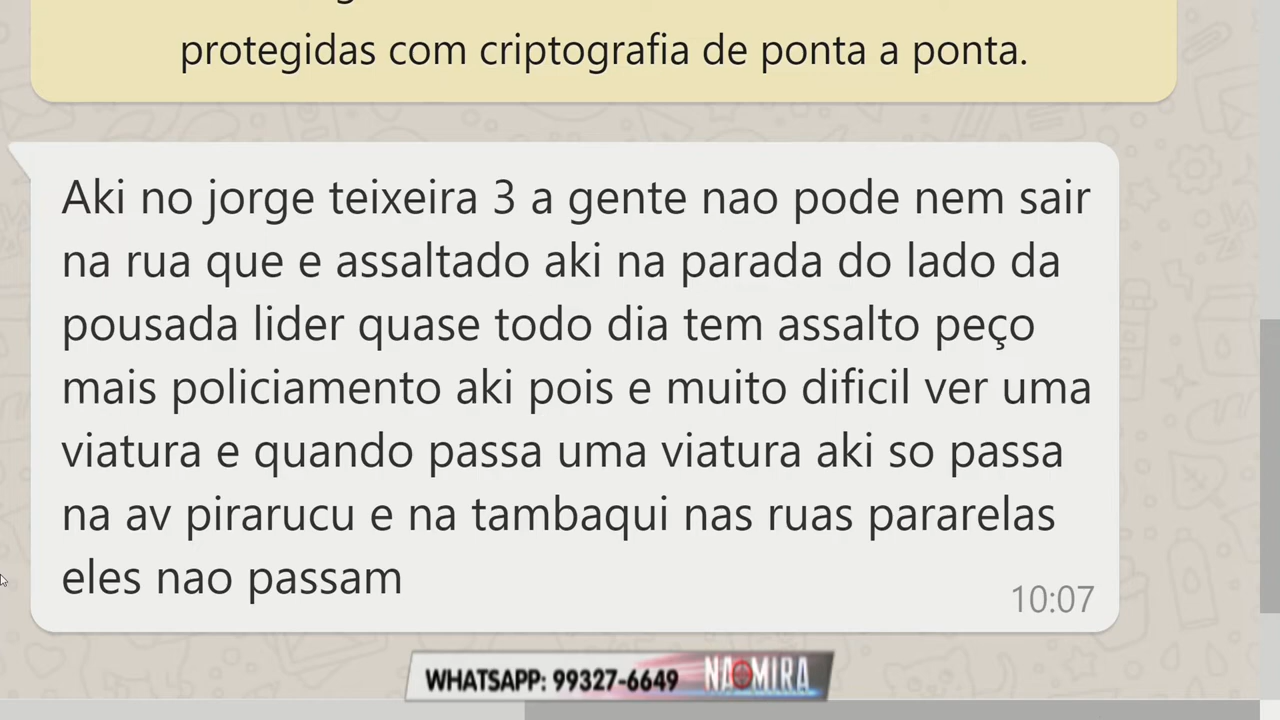 protegidas com criptografia de ponta a ponta.
Aki no jorge teixeira 3 a gente nao pode nem sair
na rua que e assaltado aki na parada do lado da
pousada lider quase todo dia tem assalto peço
mais policiamento aki pois e muito dificil ver uma
viatura e quando passa uma viatura aki so passa
na av pirarucu e na tambaqui nas ruas pararelas
eles nao passam
10:07
WHATSAPP: 99327-6649 NA MIRA